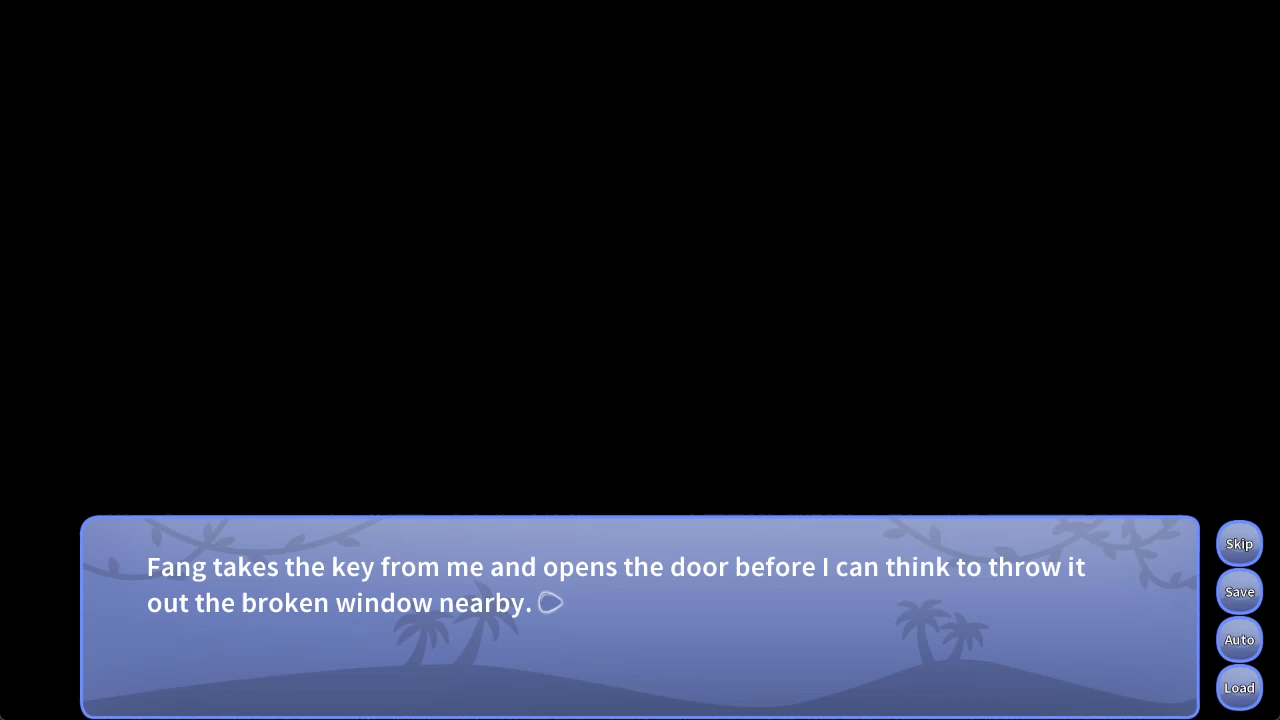 Fang takes the key from me and opens the door before I can think to throw it
out the broken window nearby.
Skip
Save
Auto
Load